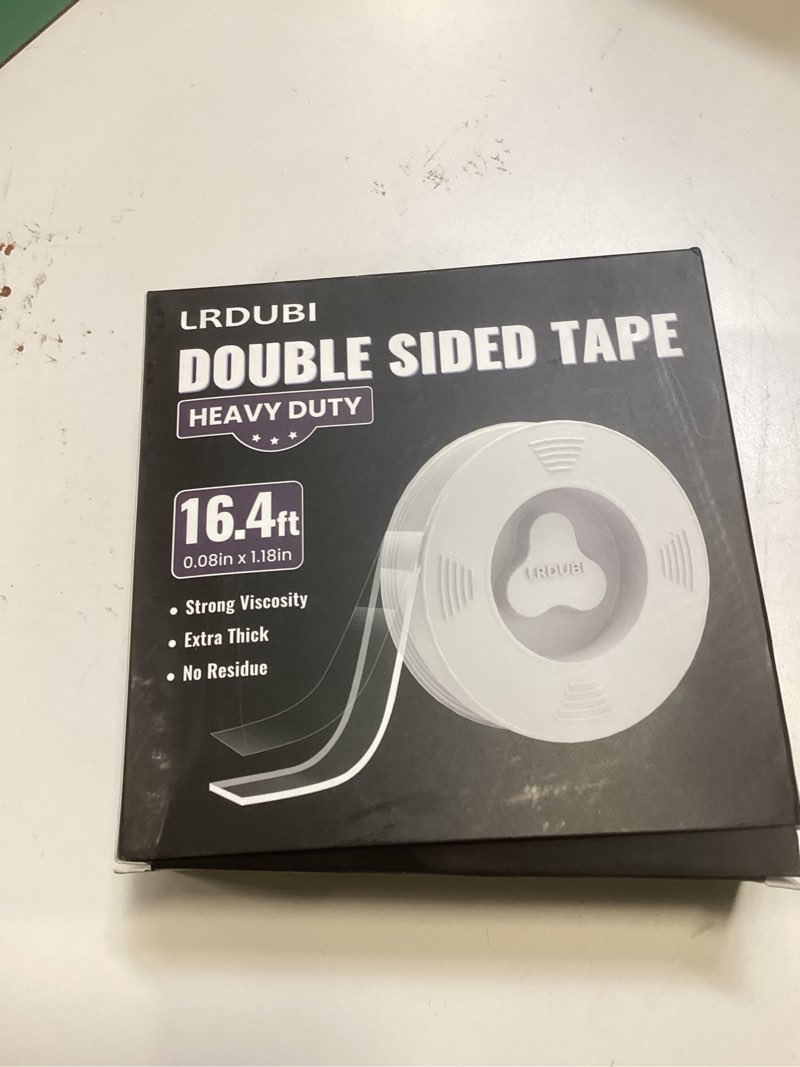 LRDUBI
DOUBLE SIDED TAPE
HEAVY DUTY
16.4ft
0.08in x 1.18in
• Strong Viscosity
• Extra Thick
• No Residue
LRDUBI